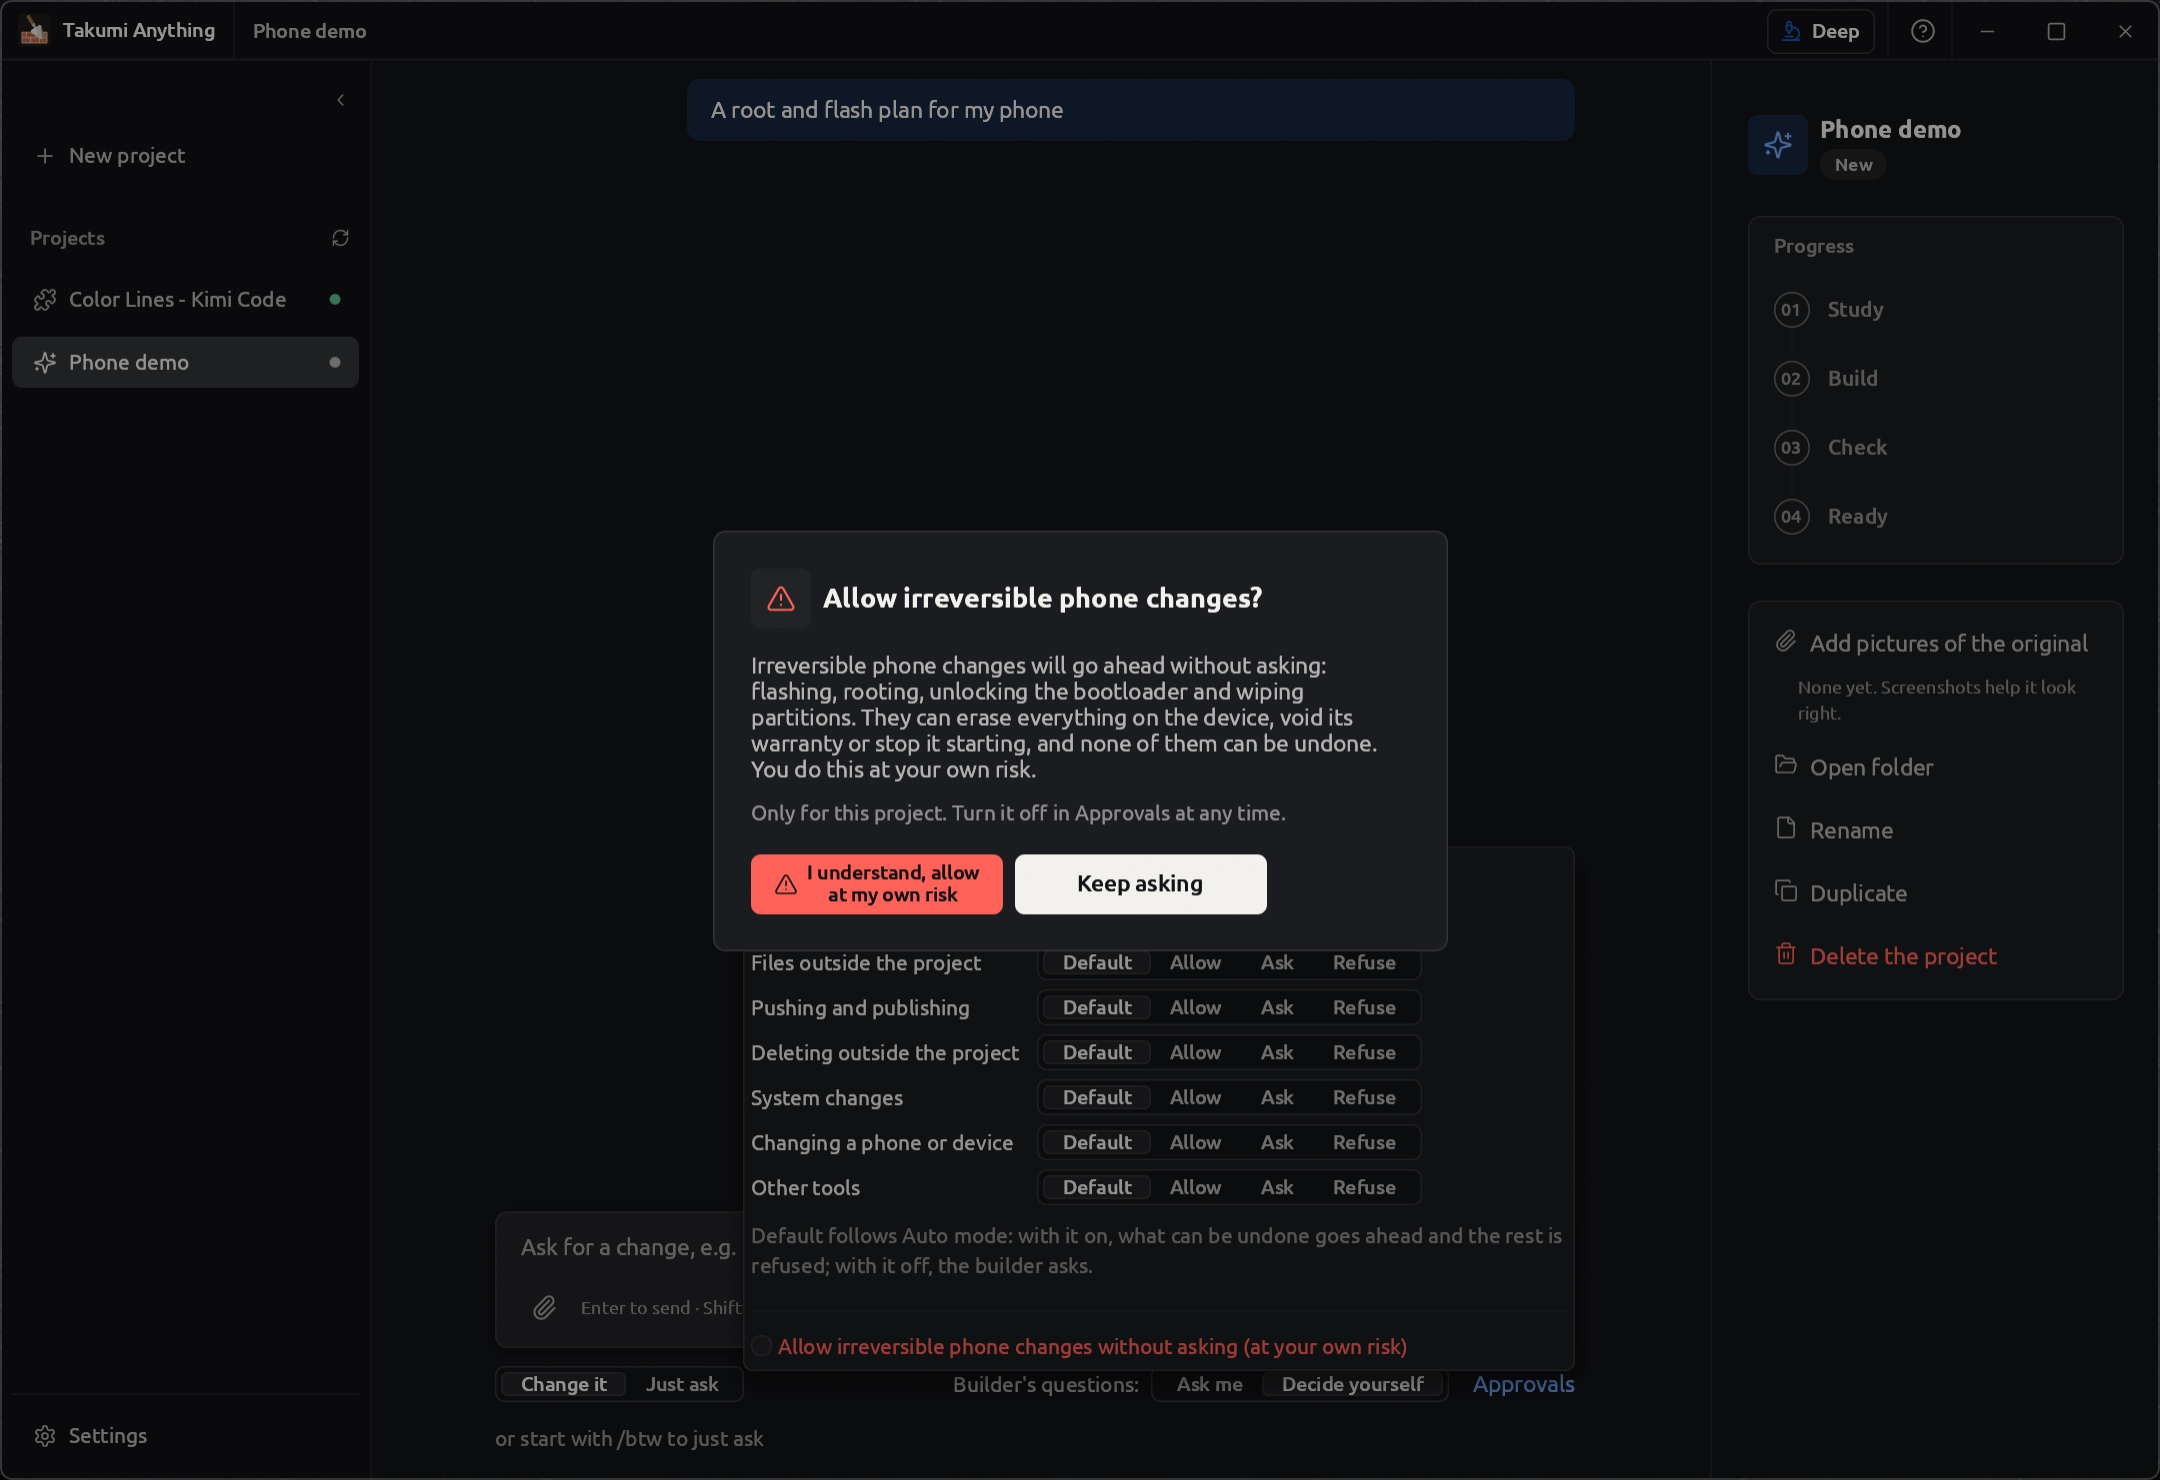 Takumi Anything
Phone demo
Deep
New project
Projects
Color Lines - Kimi Code
Phone demo
Settings
A root and flash plan for my phone
Allow irreversible phone changes?
Irreversible phone changes will go ahead without asking:
flashing, rooting, unlocking the bootloader and wiping
partitions. They can erase everything on the device, void its
warranty or stop it starting, and none of them can be undone.
You do this at your own risk.
Only for this project. Turn it off in Approvals at any time.
I understand, allow
at my own risk
Keep asking
Files outside the project Default Allow Ask Refuse
Pushing and publishing Default Allow Ask Refuse
Deleting outside the project Default Allow Ask Refuse
System changes Default Allow Ask Refuse
Changing a phone or device Default Allow Ask Refuse
Other tools Default Allow Ask Refuse
Default follows Auto mode: with it on, what can be undone goes ahead and the rest is
refused; with it off, the builder asks.
Allow irreversible phone changes without asking (at your own risk)
Ask for a change, e.g.
Enter to send · Shift
Change it Just ask
Builder's questions: Ask me Decide yourself Approvals
or start with /btw to just ask
Phone demo
New
Progress
01 Study
02 Build
03 Check
04 Ready
Add pictures of the original
None yet. Screenshots help it look
right.
Open folder
Rename
Duplicate
Delete the project